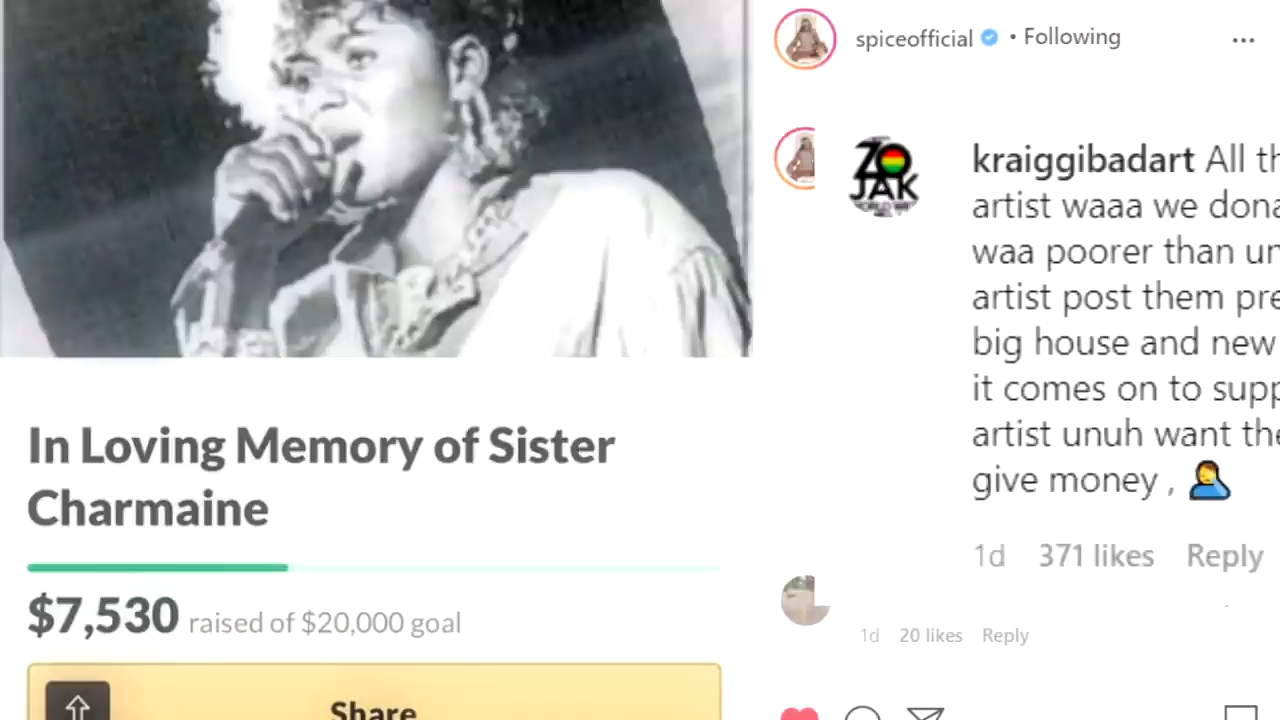 In Loving Memory of Sister
Charmaine
$7,530 raised of $20,000 goal
Share
spiceofficial • Following
ZO
JAK
kraiggibadart All th
artist waaa we dona
waa poorer than un
artist post them pre
big house and new
it comes on to supp
artist unuh want the
give money ,
1d 371 likes Reply
1d 20 likes Reply